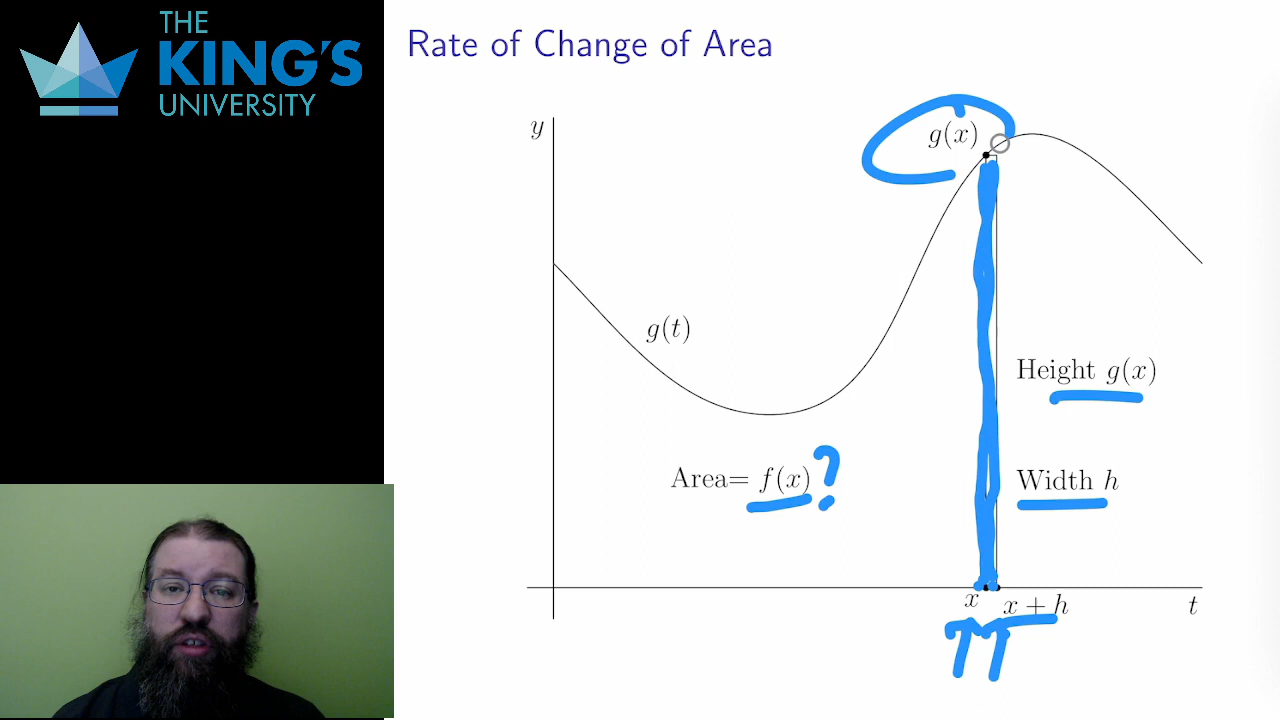 THE
KING'S
UNIVERSITY
Rate of Change of Area
y
g(x)
g(t)
Height g(x)
Area= f(x) ?
Width h
x
x + h
t